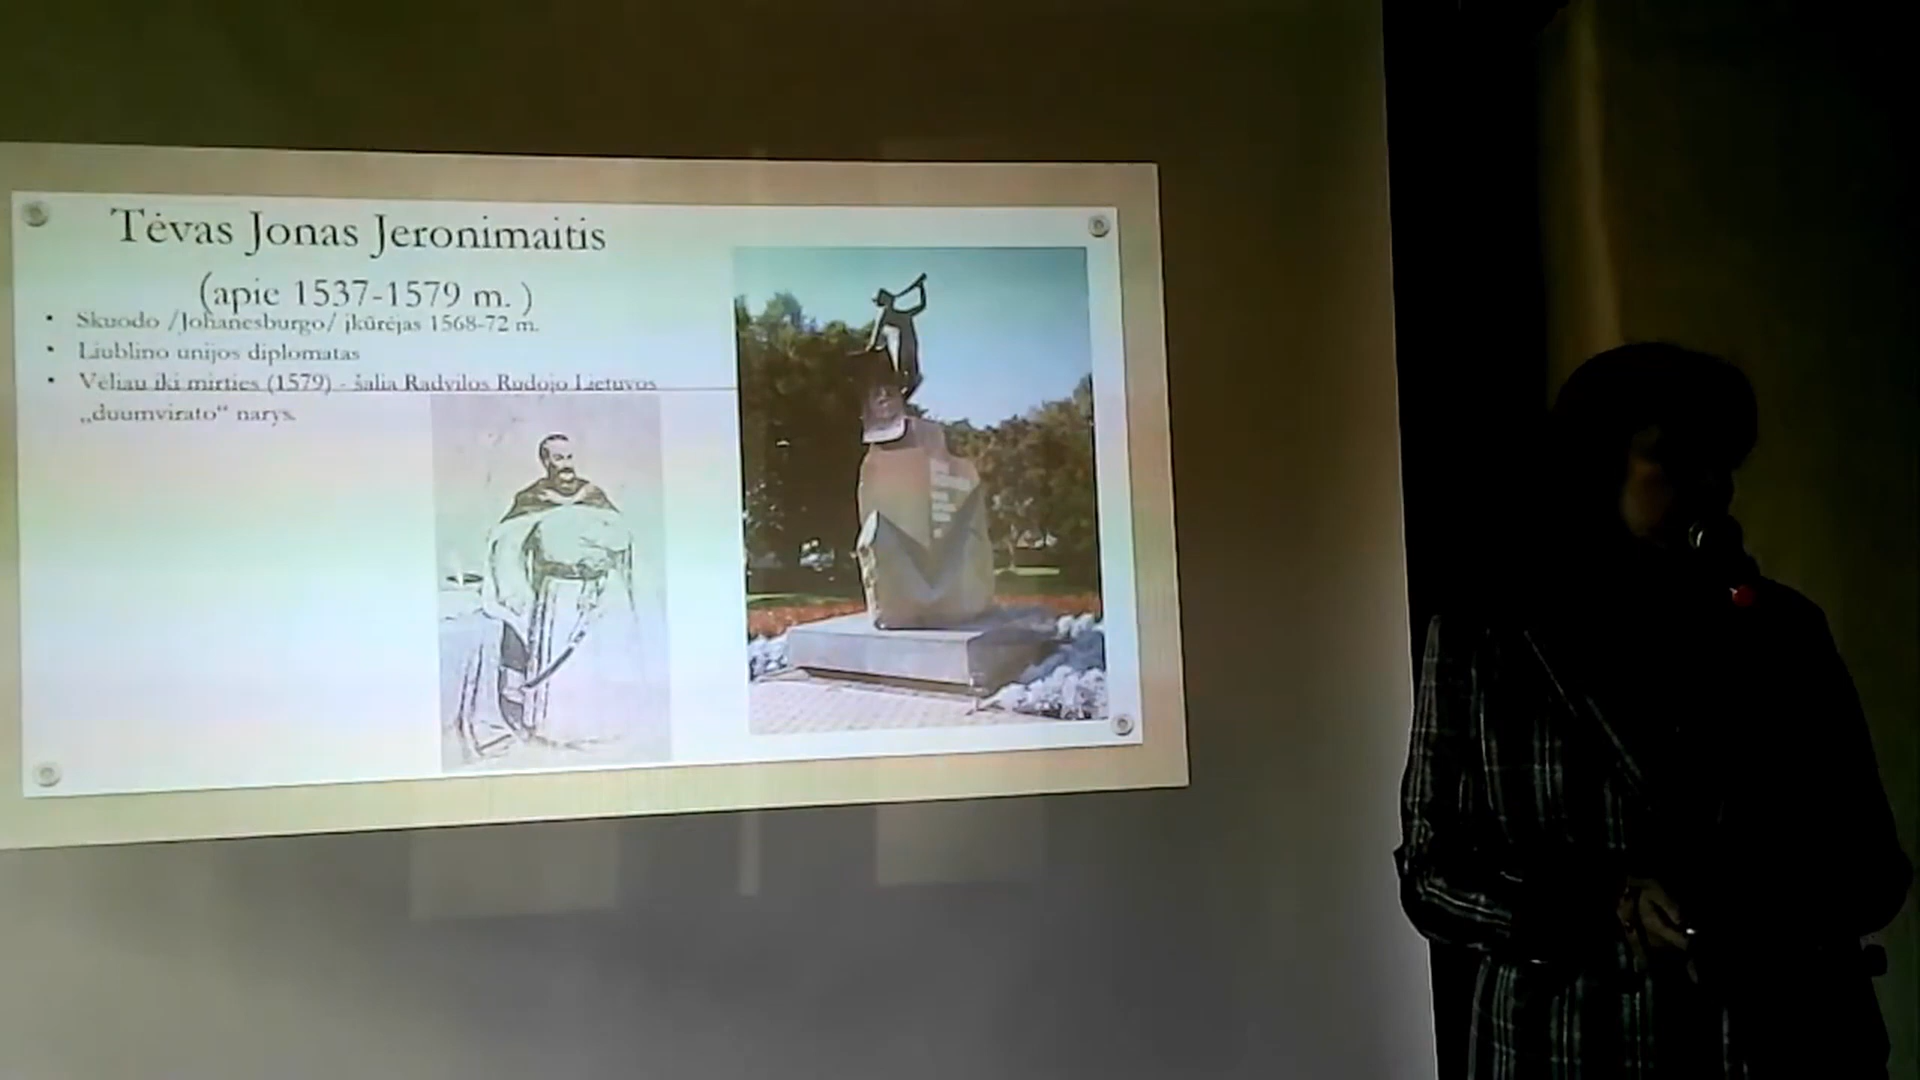 Tėvas Jonas Jeronimaitis
(apie 1537-1579 m. )
• Skuodo /Johanesburgo/ įkūrėjas 1568-72 m.
• Liublino unijos diplomatas
• Vėliau iki mirties (1579) - šalia Radvilos Rudojo Lietuvos
„duumvirato“ narys.